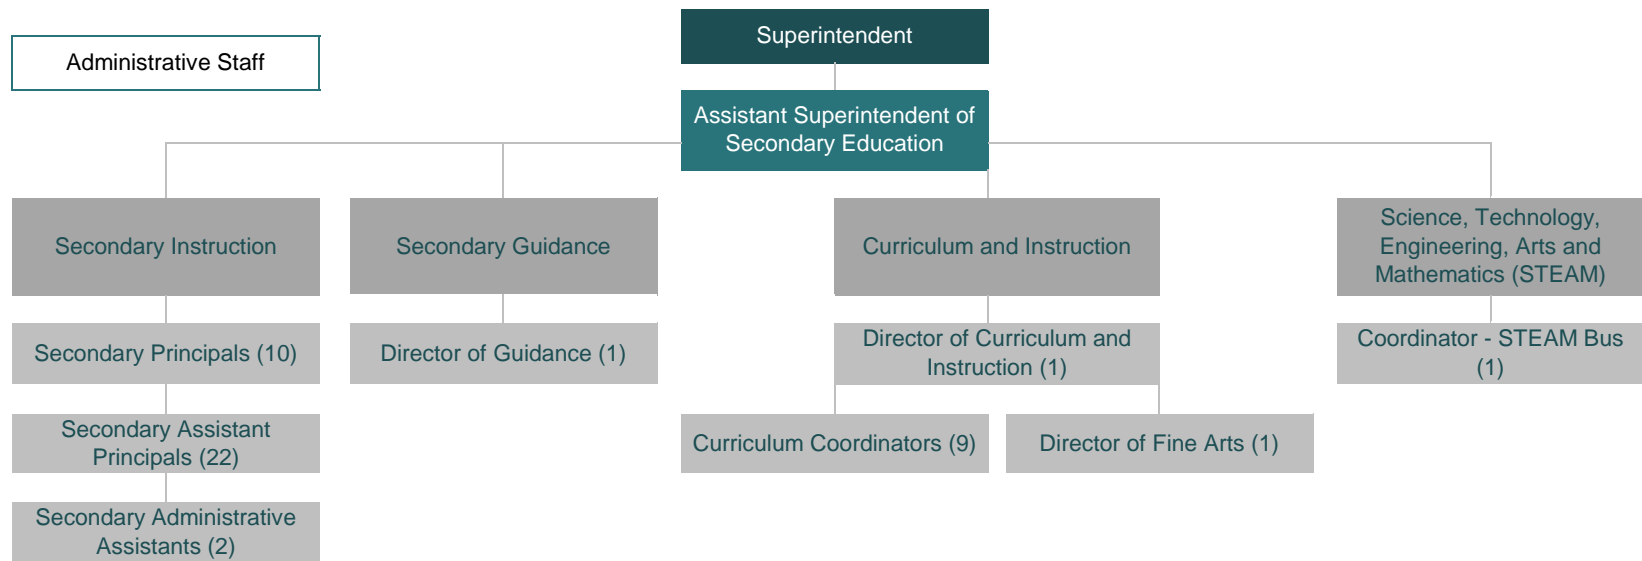 Administrative Staff
Superintendent
Assistant Superintendent of
Secondary Education
Secondary Instruction
Secondary Guidance
Curriculum and Instruction
Science, Technology,
Engineering, Arts and
Mathematics (STEAM)
Secondary Principals (10)
Director of Guidance (1)
Director of Curriculum and
Instruction (1)
Coordinator - STEAM Bus
(1)
Secondary Assistant
Principals (22)
Curriculum Coordinators (9)
Director of Fine Arts (1)
Secondary Administrative
Assistants (2)